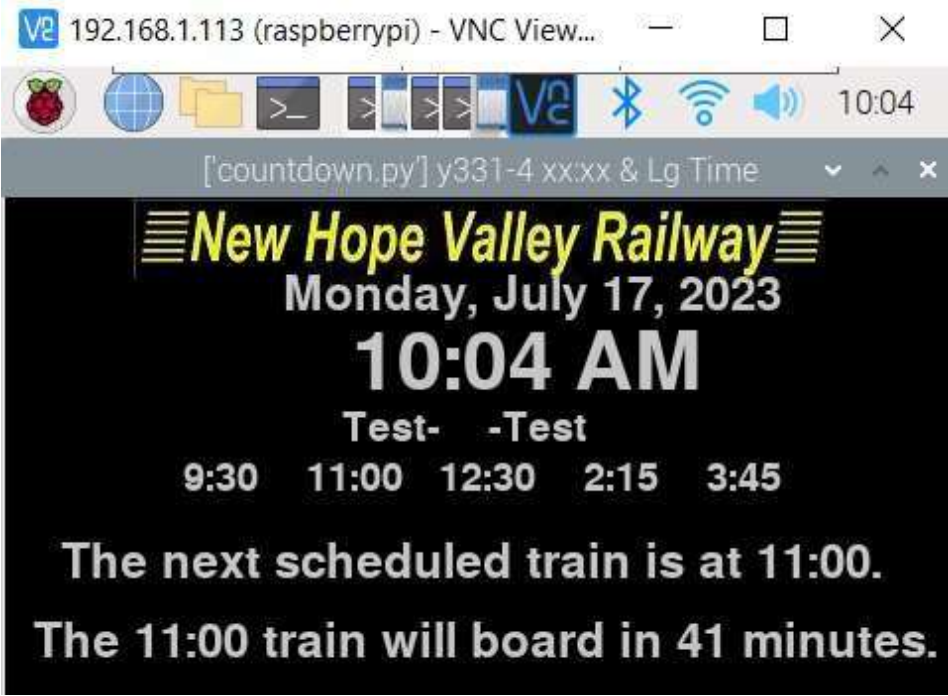 192.168.1.113 (raspberrypi) - VNC View...
10:04
['countdown.py'] y331-4 xx:xx & Lg Time
New Hope Valley Railway
Monday, July 17, 2023
10:04 AM
Test- -Test
9:30 11:00 12:30 2:15 3:45
The next scheduled train is at 11:00.
The 11:00 train will board in 41 minutes.